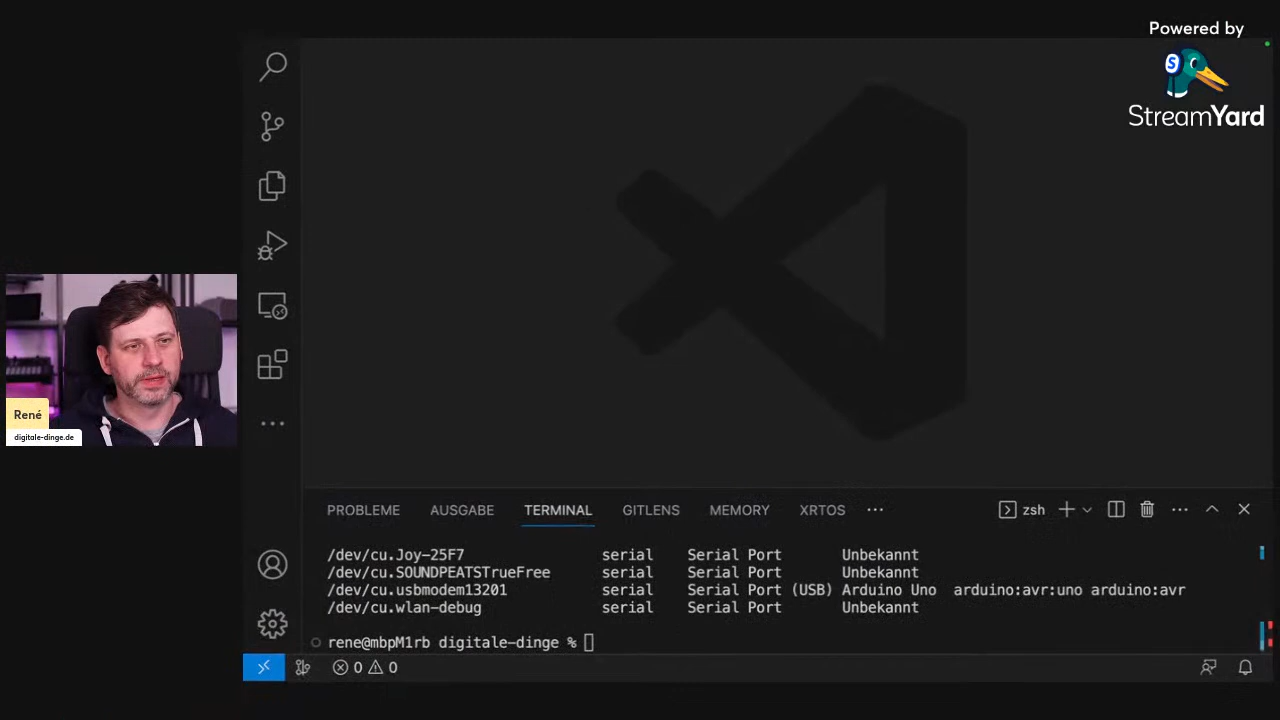 Powered by
StreamYard
René
digitale-dinge.de
PROBLEME AUSGABE TERMINAL GITLENS MEMORY XRTOS zsh
/dev/cu.Joy-25F7 serial Serial Port Unbekannt
/dev/cu.SOUNDPEATSTrueFree serial Serial Port Unbekannt
/dev/cu.usbmodem13201 serial Serial Port (USB) Arduino Uno arduino:avr:uno arduino:avr
/dev/cu.wlan-debug serial Serial Port Unbekannt
rene@mbpM1rb digitale-dinge %
0 0